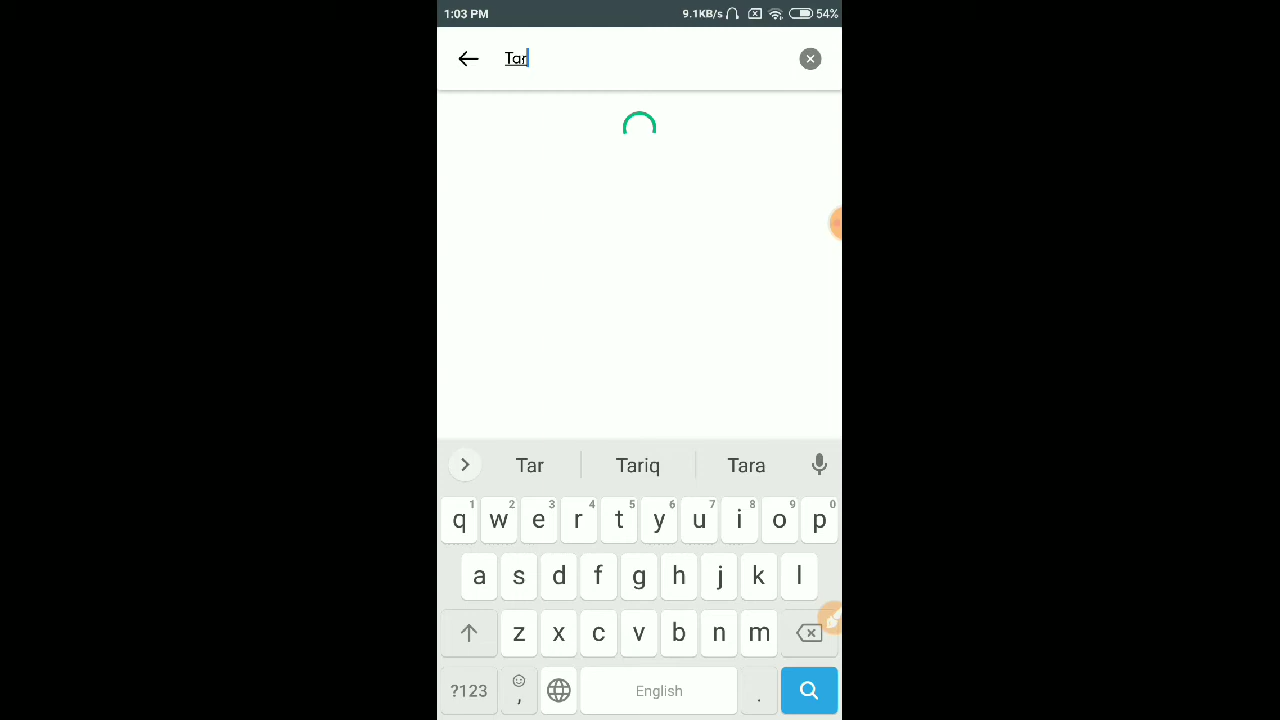 1:03 PM 9.1KB/s 54%
Tar
Tar Tariq Tara
1 2 3 4 5 6 7 8 9 0
q w e r t y u i o p
a s d f g h j k l
z x c v b n m
?123 , English .